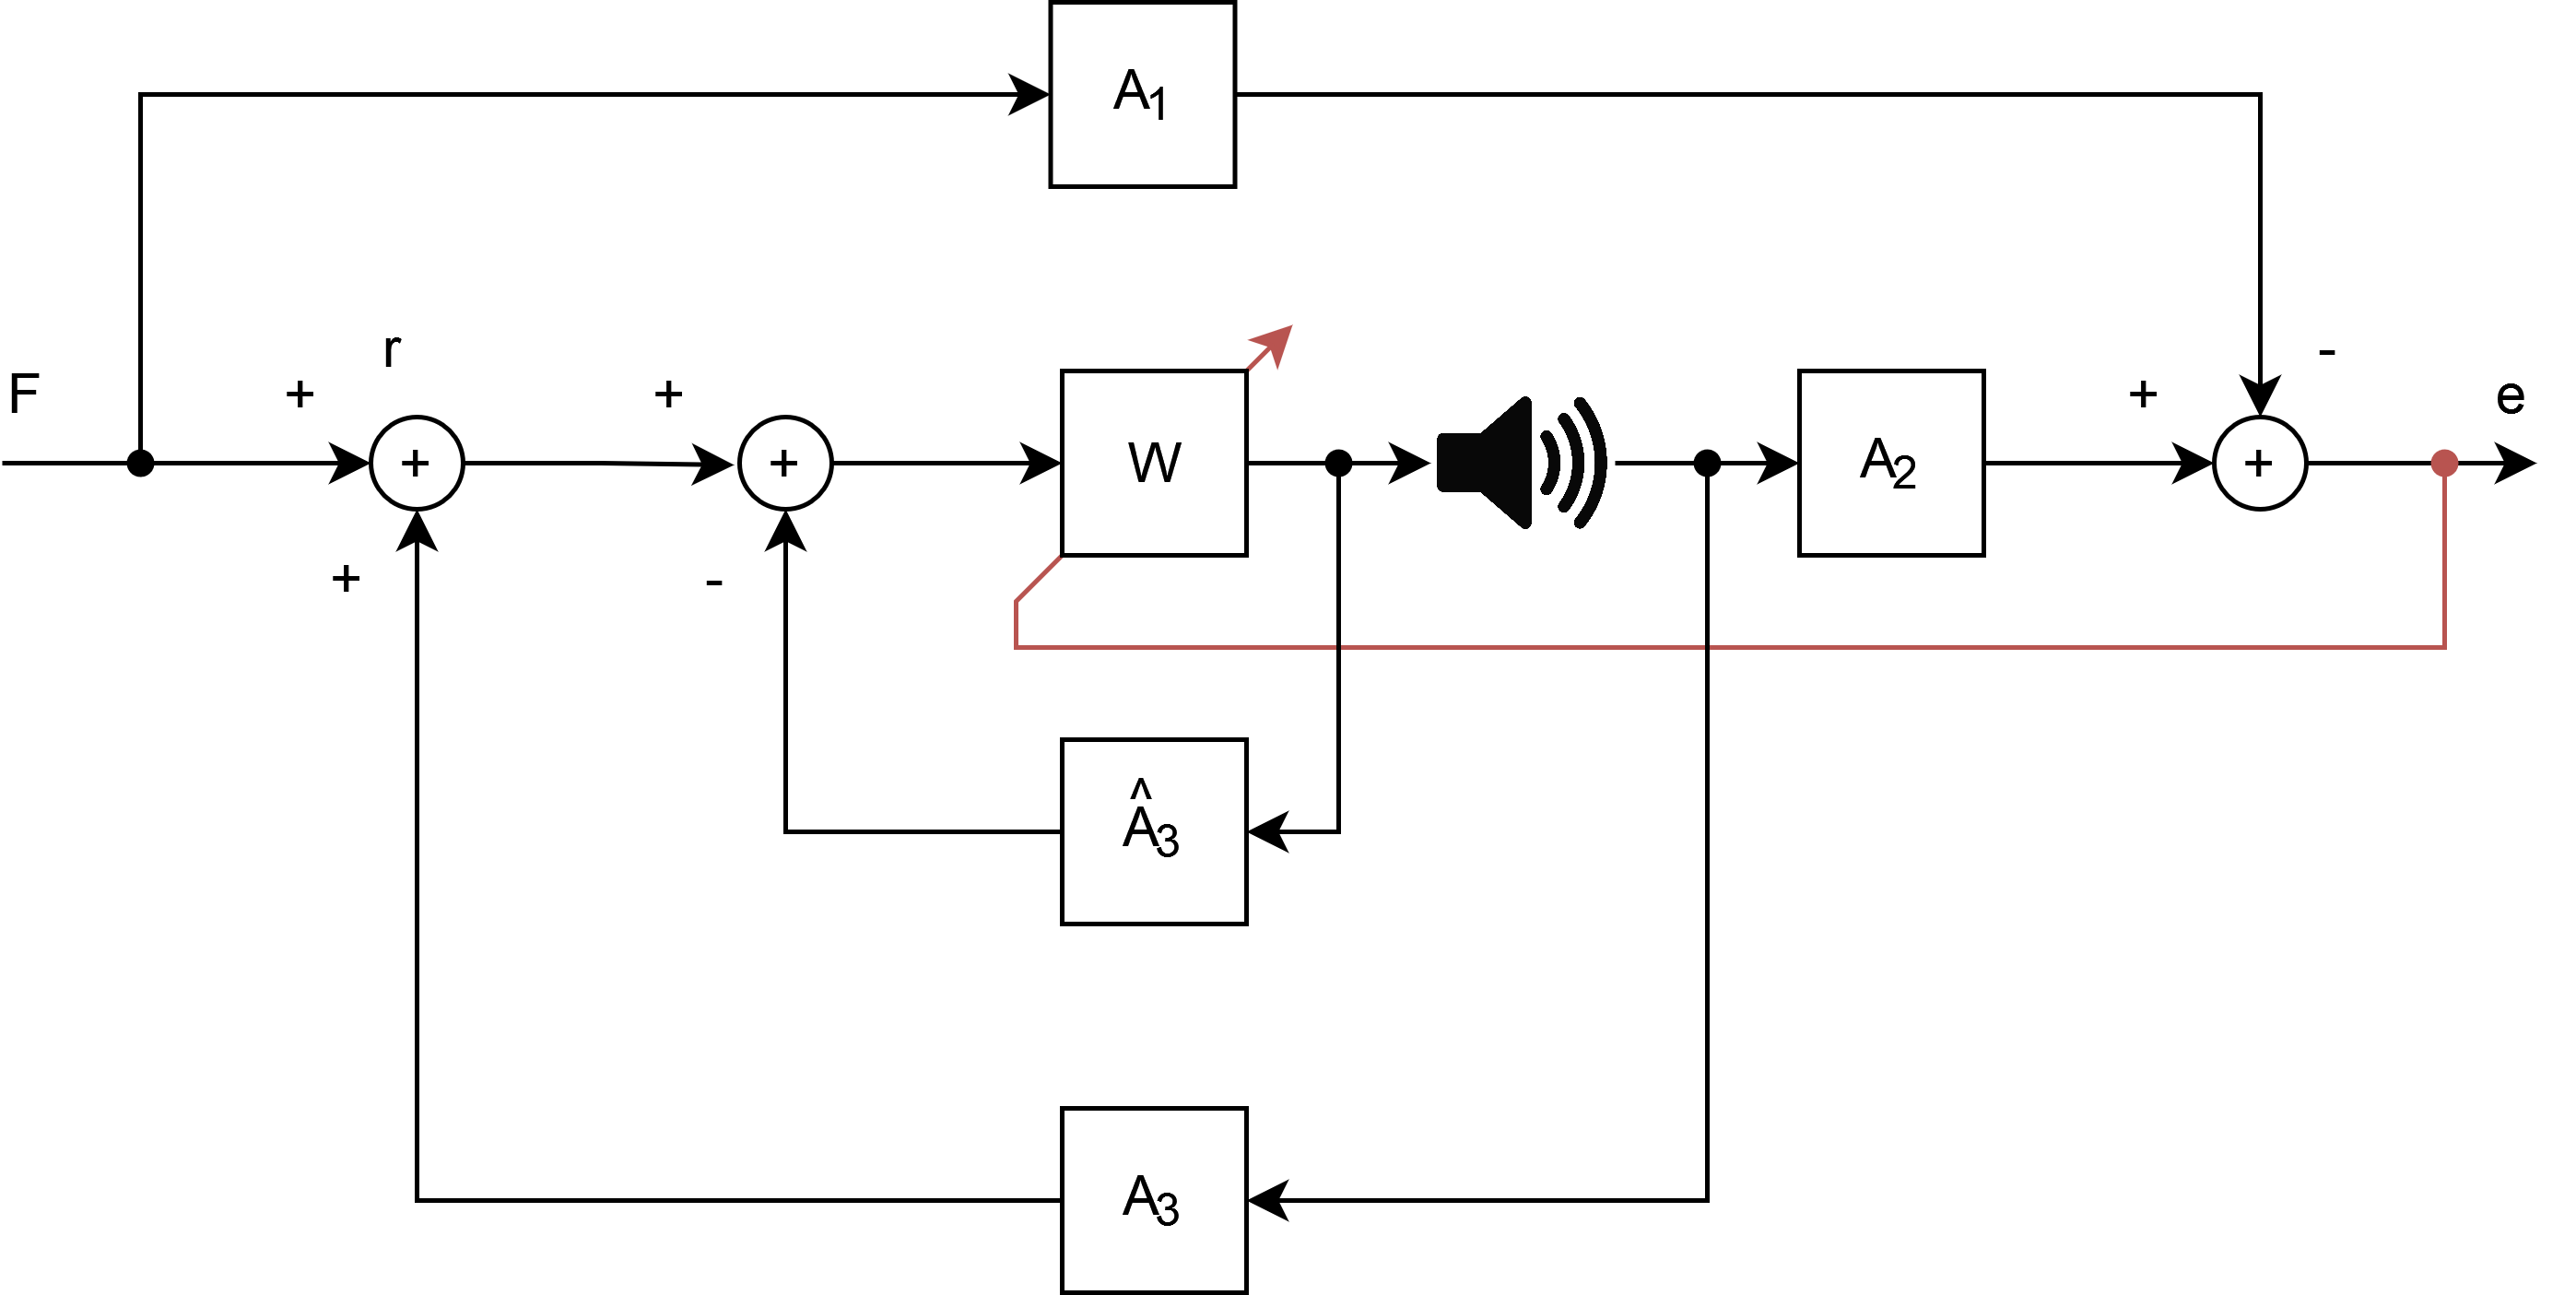 A₁
r
F
+
+
-
+
e
+
+
W
A₂
+
+
-
Â₃
A₃